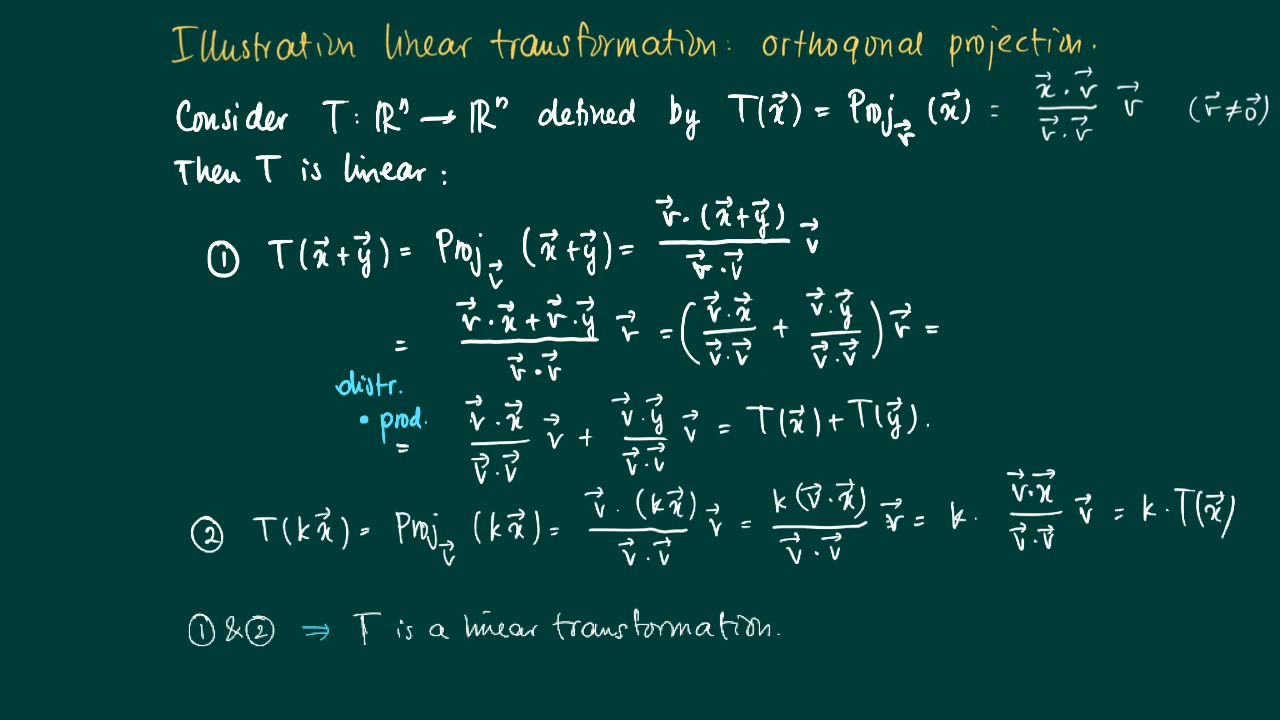 Illustration linear transformation: orthogonal projection.
Consider T: ℝⁿ → ℝⁿ defined by T(x⃗) = Proj_v⃗ (x⃗) = (x⃗ · v⃗)/(v⃗ · v⃗) v⃗ (v⃗ ≠ 0⃗)
Then T is linear:
① T(x⃗+y⃗) = Proj_v⃗ (x⃗+y⃗) = (v⃗ · (x⃗+y⃗))/(v⃗ · v⃗) v⃗
= (v⃗ · x⃗ + v⃗ · y⃗)/(v⃗ · v⃗) v⃗ = ((v⃗ · x⃗)/(v⃗ · v⃗) + (v⃗ · y⃗)/(v⃗ · v⃗)) v⃗ =
distr.
• prod.
= (v⃗ · x⃗)/(v⃗ · v⃗) v⃗ + (v⃗ · y⃗)/(v⃗ · v⃗) v⃗ = T(x⃗) + T(y⃗).
② T(kx⃗) = Proj_v⃗ (kx⃗) = (v⃗ · (kx⃗))/(v⃗ · v⃗) v⃗ = (k(v⃗ · x⃗))/(v⃗ · v⃗) v⃗ = k · (v⃗ · x⃗)/(v⃗ · v⃗) v⃗ = k · T(x⃗)
① & ② ⇒ T is a linear transformation.